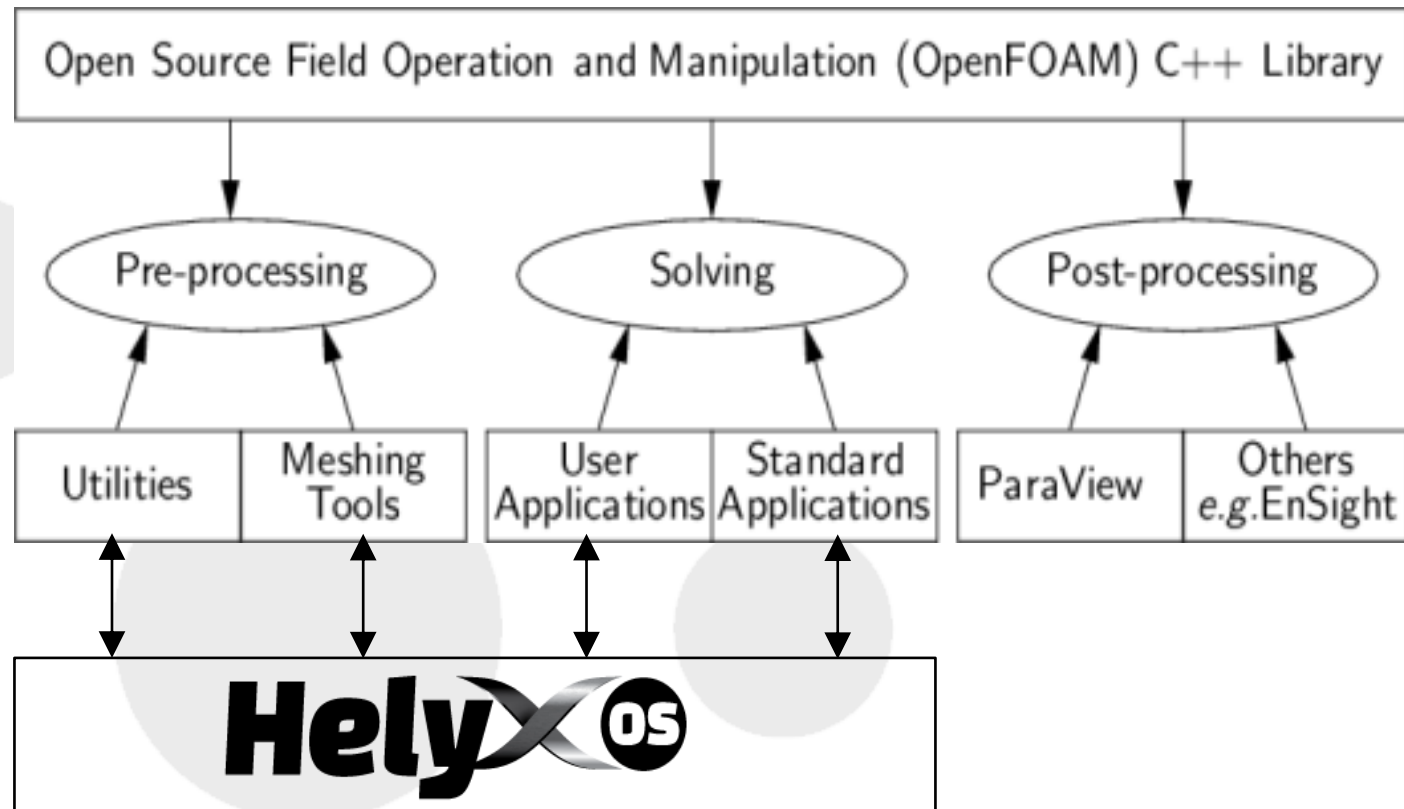 Open Source Field Operation and Manipulation (OpenFOAM) C++ Library
Pre-processing
Solving
Post-processing
Utilities
Meshing
Tools
User
Applications
Standard
Applications
ParaView
Others
e.g.EnSight
HelyX OS